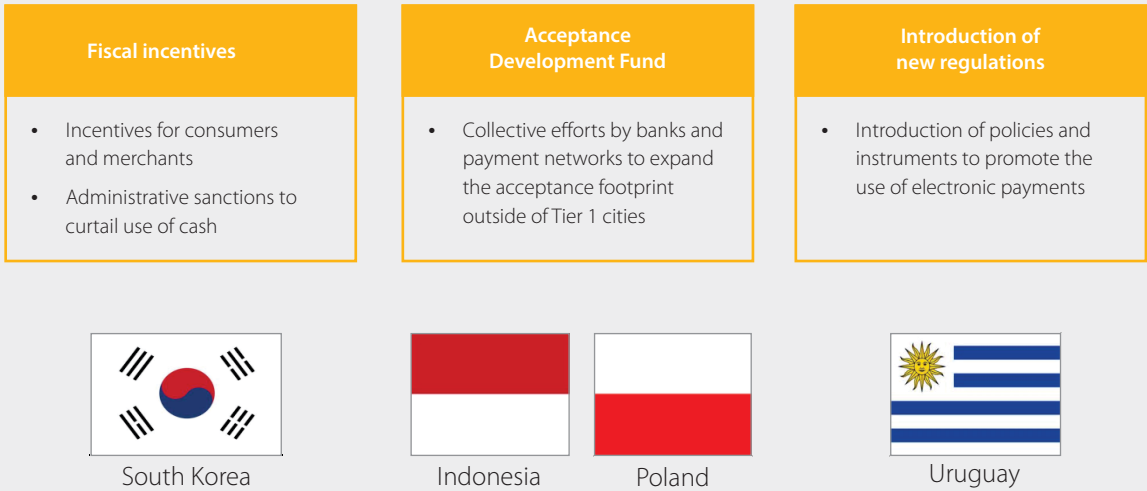 Fiscal incentives
• Incentives for consumers
and merchants
• Administrative sanctions to
curtail use of cash
Acceptance
Development Fund
• Collective efforts by banks and
payment networks to expand
the acceptance footprint
outside of Tier 1 cities
Introduction of
new regulations
• Introduction of policies and
instruments to promote the
use of electronic payments
South Korea
Indonesia
Poland
Uruguay